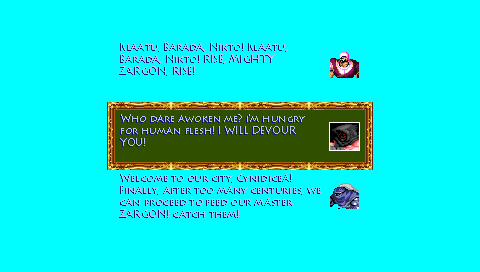 Klaatu, Barada, Nikto! Klaatu,
Barada, Nikto! RISE, MIGHTY
ZARGON, RISE!
Who dare awoken me? I'm hungry
for human flesh! I WILL DEVOUR
YOU!
Welcome to our city, Cynidicea!
Finally, after too many centuries, we
can proceed to feed our master
ZARGON! Catch them!